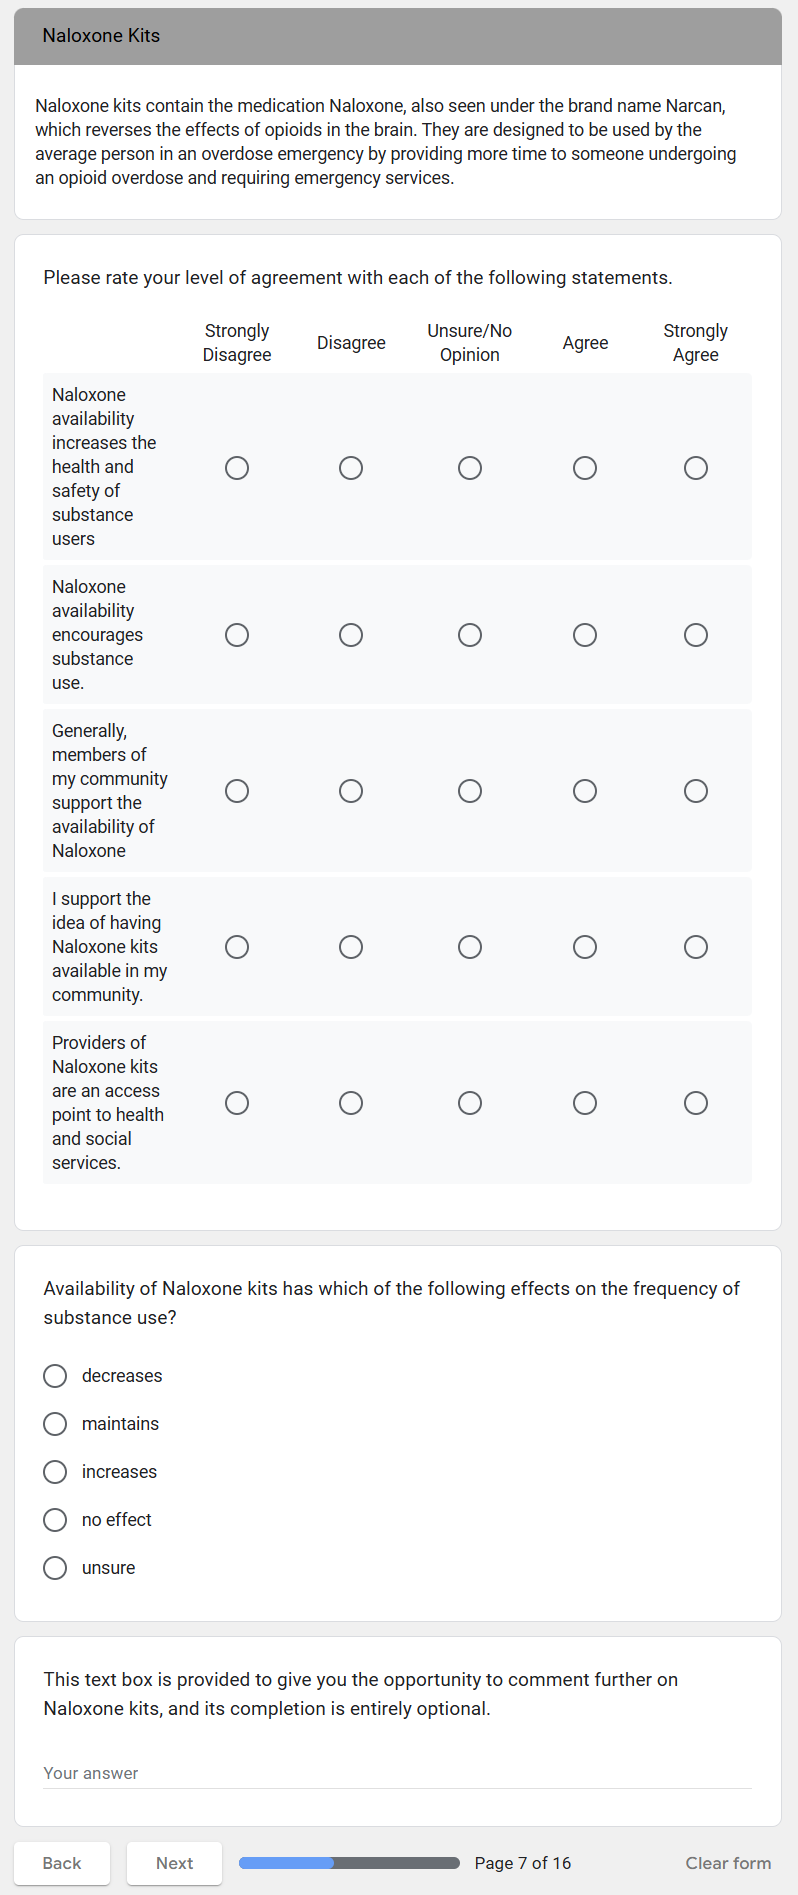 Naloxone Kits
Naloxone kits contain the medication Naloxone, also seen under the brand name Narcan,
which reverses the effects of opioids in the brain. They are designed to be used by the
average person in an overdose emergency by providing more time to someone undergoing
an opioid overdose and requiring emergency services.
Please rate your level of agreement with each of the following statements.
Strongly Disagree
Disagree
Unsure/No Opinion
Agree
Strongly Agree
Naloxone
availability
increases the
health and
safety of
substance
users
Naloxone
availability
encourages
substance
use.
Generally,
members of
my community
support the
availability of
Naloxone
I support the
idea of having
Naloxone kits
available in my
community.
Providers of
Naloxone kits
are an access
point to health
and social
services.
Availability of Naloxone kits has which of the following effects on the frequency of
substance use?
decreases
maintains
increases
no effect
unsure
This text box is provided to give you the opportunity to comment further on
Naloxone kits, and its completion is entirely optional.
Your answer
Back
Next
Page 7 of 16
Clear form